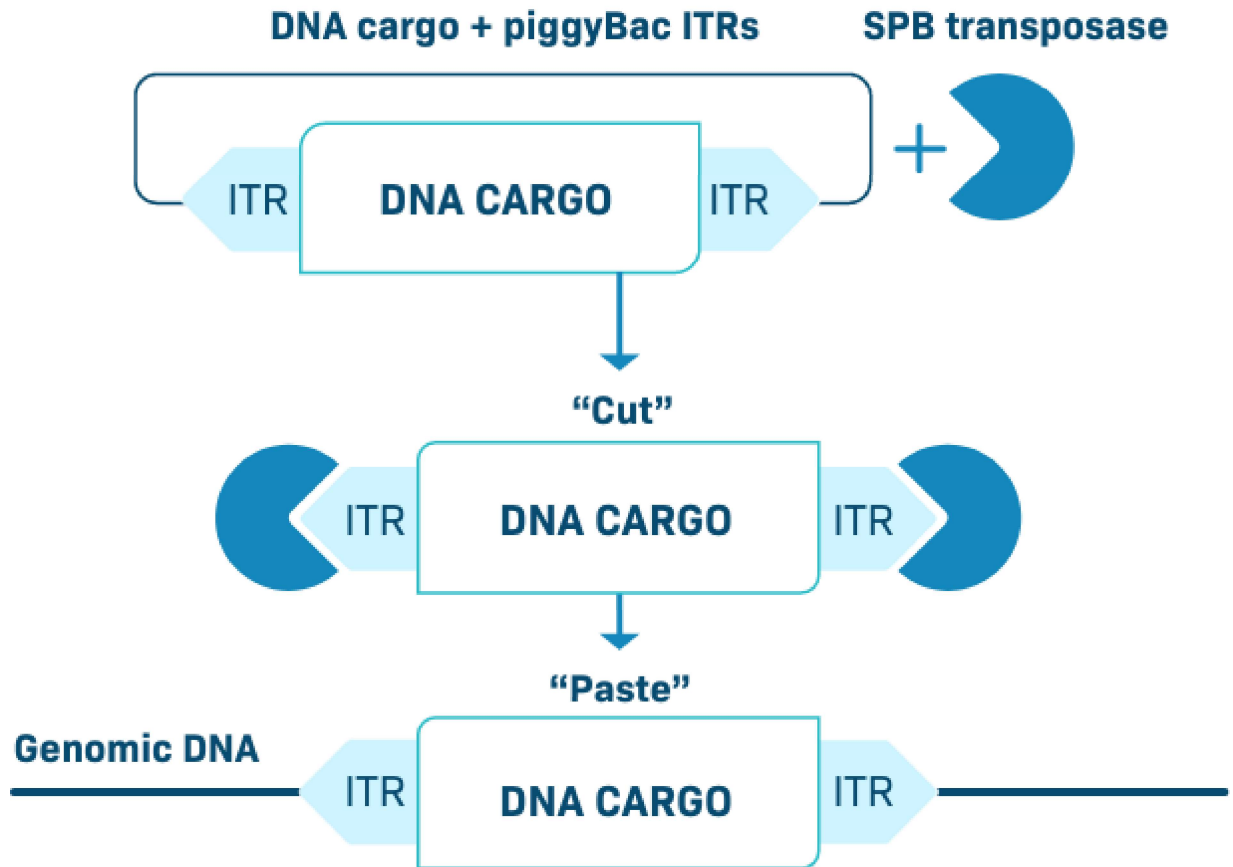 DNA cargo + piggyBac ITRs
SPB transposase
ITR
DNA CARGO
ITR
+
“Cut”
ITR
DNA CARGO
ITR
“Paste”
Genomic DNA
ITR
DNA CARGO
ITR